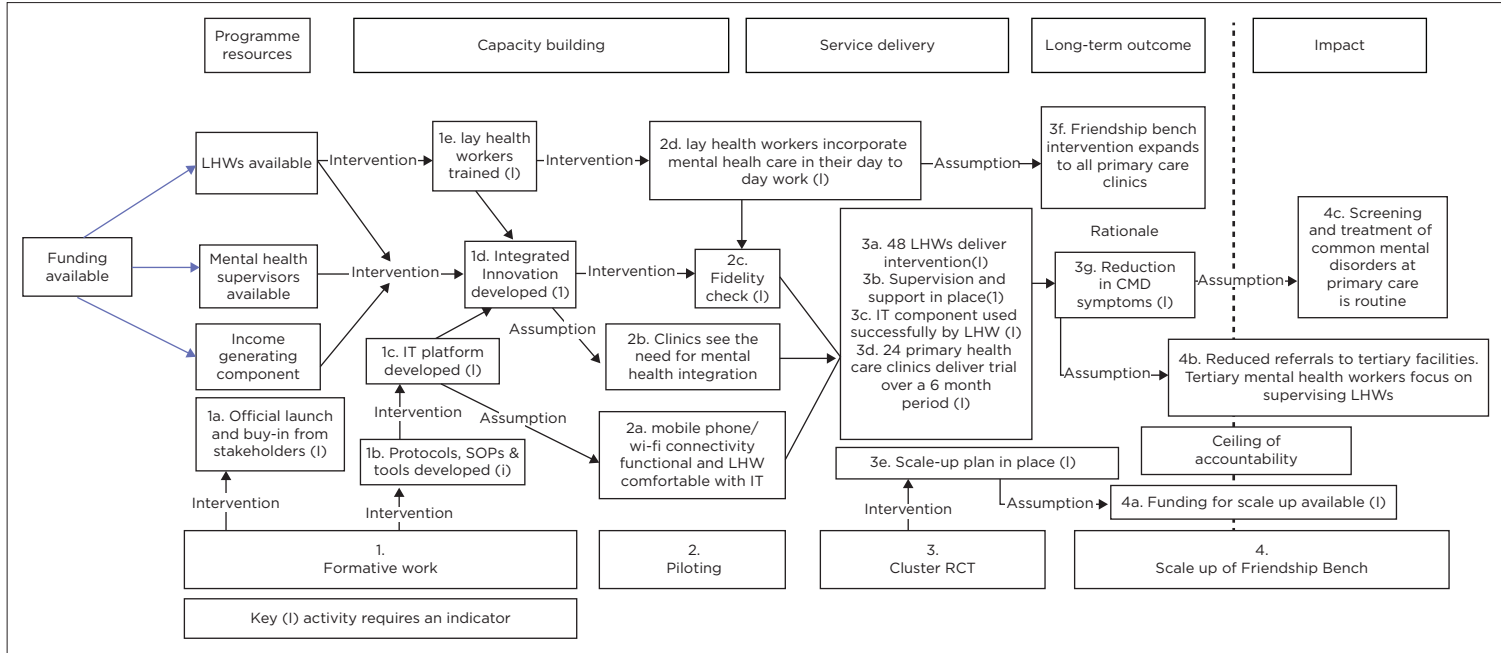 Programme
resources
Capacity building
Service delivery
Long-term outcome
Impact
Funding
available
LHWs available
Mental health
supervisors
available
Income
generating
component
Intervention
Intervention
1e. lay health
workers
trained (I)
Intervention
2d. lay health workers incorporate
mental healh care in their day to
day work (I)
Assumption
3f. Friendship bench
intervention expands
to all primary care
clinics
1d. Integrated
Innovation
developed (1)
Intervention
2c.
Fidelity
check (I)
Assumption
2b. Clinics see the
need for mental
health integration
1c. IT platform
developed (I)
Assumption
2a. mobile phone/
wi-fi connectivity
functional and LHW
comfortable with IT
Intervention
1b. Protocols, SOPs &
tools developed (i)
Intervention
1a. Official launch
and buy-in from
stakeholders (I)
Intervention
3a. 48 LHWs deliver
intervention(I)
3b. Supervision and
support in place(1)
3c. IT component used
successfully by LHW (I)
3d. 24 primary health
care clinics deliver trial
over a 6 month
period (I)
Rationale
3g. Reduction
in CMD
symptoms (I)
Assumption
4c. Screening
and treatment of
common mental
disorders at
primary care
is routine
Assumption
4b. Reduced referrals to tertiary facilities.
Tertiary mental health workers focus on
supervising LHWs
Ceiling of
accountability
3e. Scale-up plan in place (I)
Intervention
Assumption
4a. Funding for scale up available (I)
1.
Formative work
2.
Piloting
3.
Cluster RCT
4.
Scale up of Friendship Bench
Key (I) activity requires an indicator